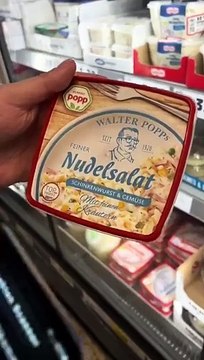 popp
WALTER POPP'S
SEIT 1928
FEINER
Nudelsalat
SCHINKENWURST & GEMÜSE
Mit feinen
Kräutern